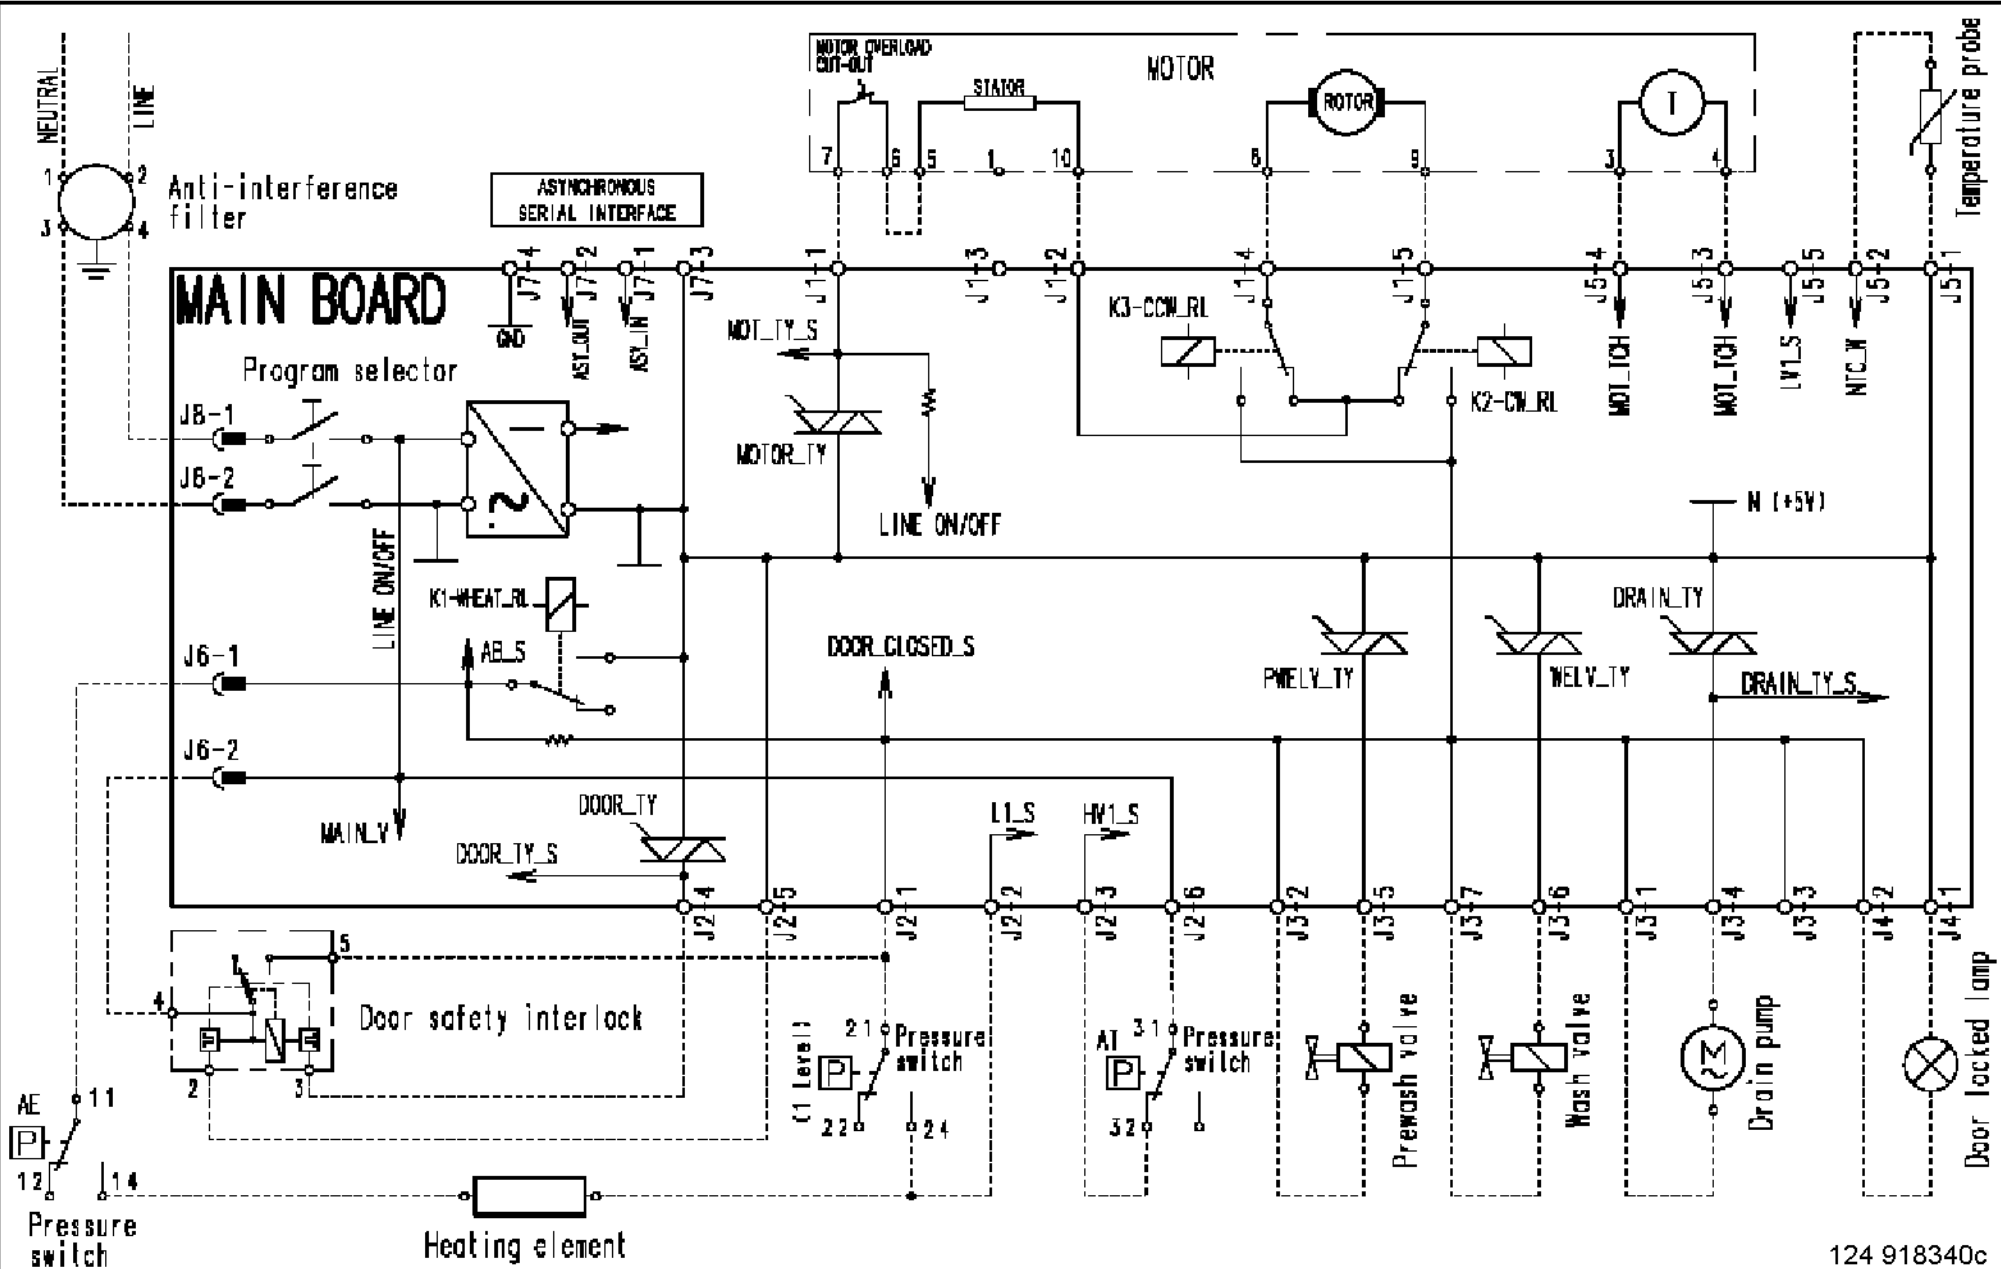 NEUTRAL
LINE
1
2
3
4
Anti-interference
filter
ASYNCHRONOUS
SERIAL INTERFACE
MOTOR OVERLOAD
CUT-OUT
MOTOR
STATOR
ROTOR
T
7
6
5
1
10
8
9
3
4
Temperature probe
MAIN BOARD
J7-4
J7-2
J7-1
J7-3
J1-1
J1-3
J1-2
J1-4
J1-5
J5-4
J5-3
J5-5
J5-2
J5-1
GND
ASY_OUT
ASY_IN
MOT_TY_S
K3-CCW_RL
K2-CW_RL
MOT_TCH
MOT_TCH
LV1_S
NTC_W
Program selector
J8-1
J8-2
MOTOR_TY
LINE ON/OFF
LINE ON/OFF
M (+5V)
K1-WHEAT_RL
AB_S
DOOR_CLOSED_S
DRAIN_TY
PWELV_TY
WELV_TY
DRAIN_TY_S
J6-1
J6-2
MAIN_V
DOOR_TY
DOOR_TY_S
L1_S
HV1_S
J2-4
J2-5
J2-1
J2-2
J2-3
J2-6
J3-2
J3-5
J3-7
J3-6
J3-1
J3-4
J3-3
J4-2
J4-1
5
4
2
3
Door safety interlock
(1 Level)
P
21
22
24
Pressure
switch
AT
P
31
32
Pressure
switch
Prewash valve
Wash valve
M
Drain pump
Door locked lamp
AE
P
11
12
14
Pressure
switch
Heating element
124 918340c